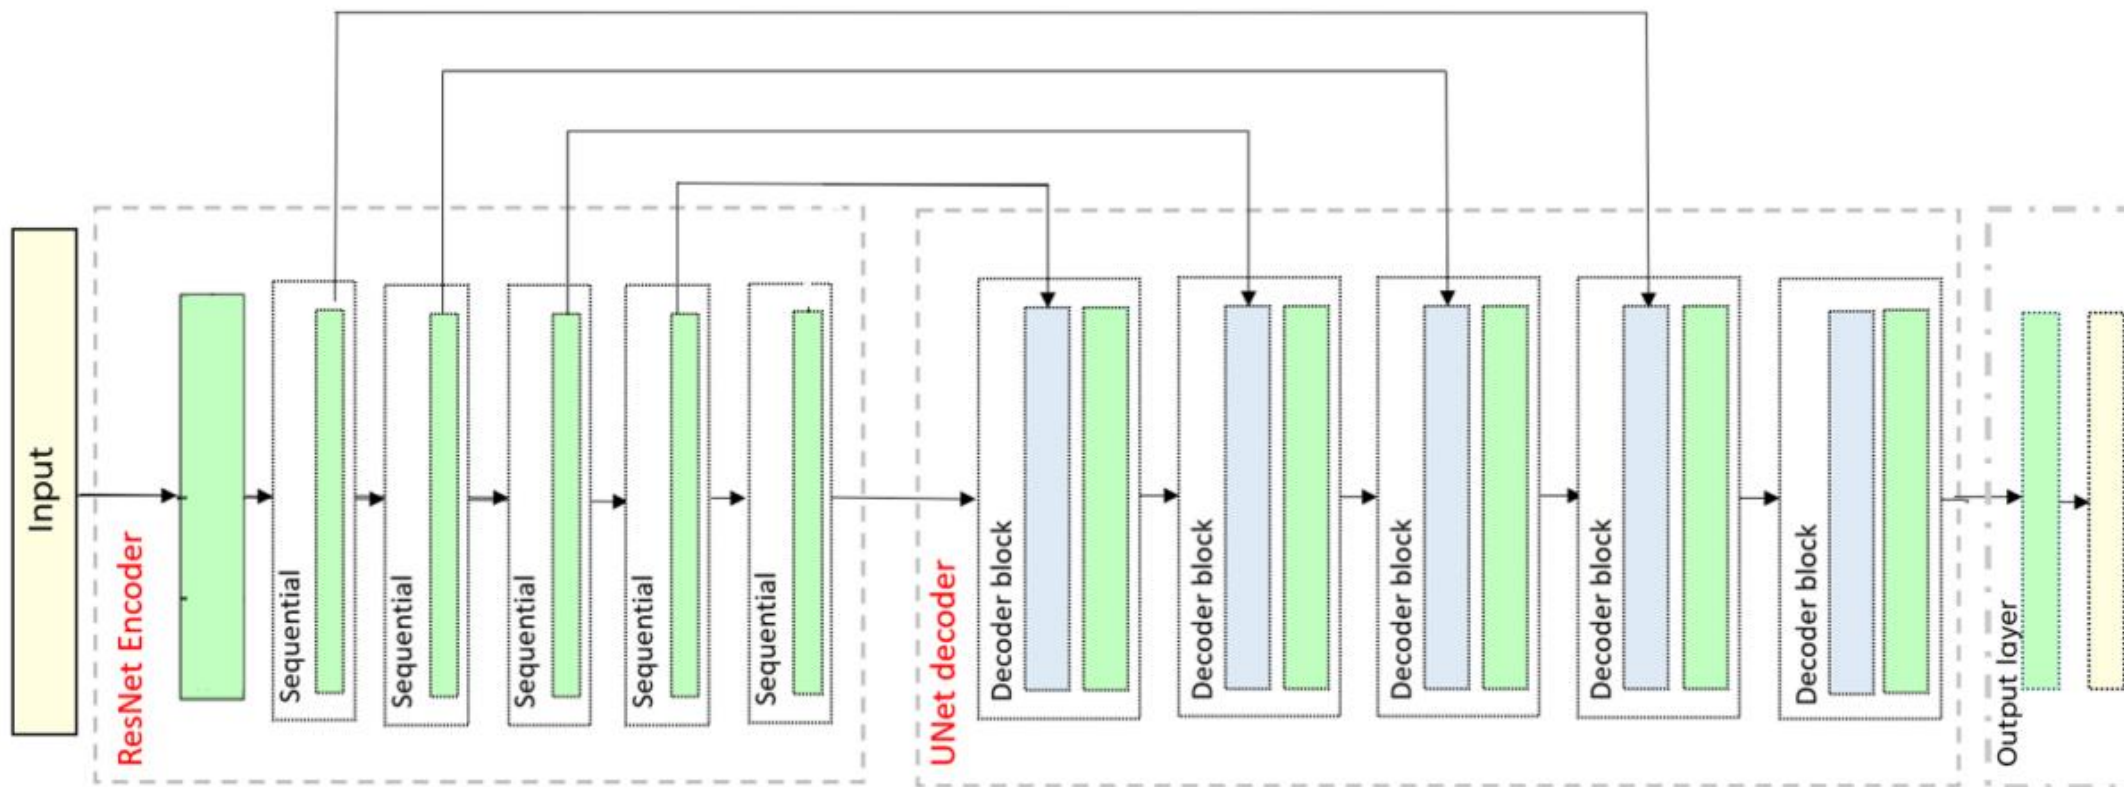 Input
ResNet Encoder
Sequential
Sequential
Sequential
Sequential
Sequential
UNet decoder
Decoder block
Decoder block
Decoder block
Decoder block
Decoder block
Output layer